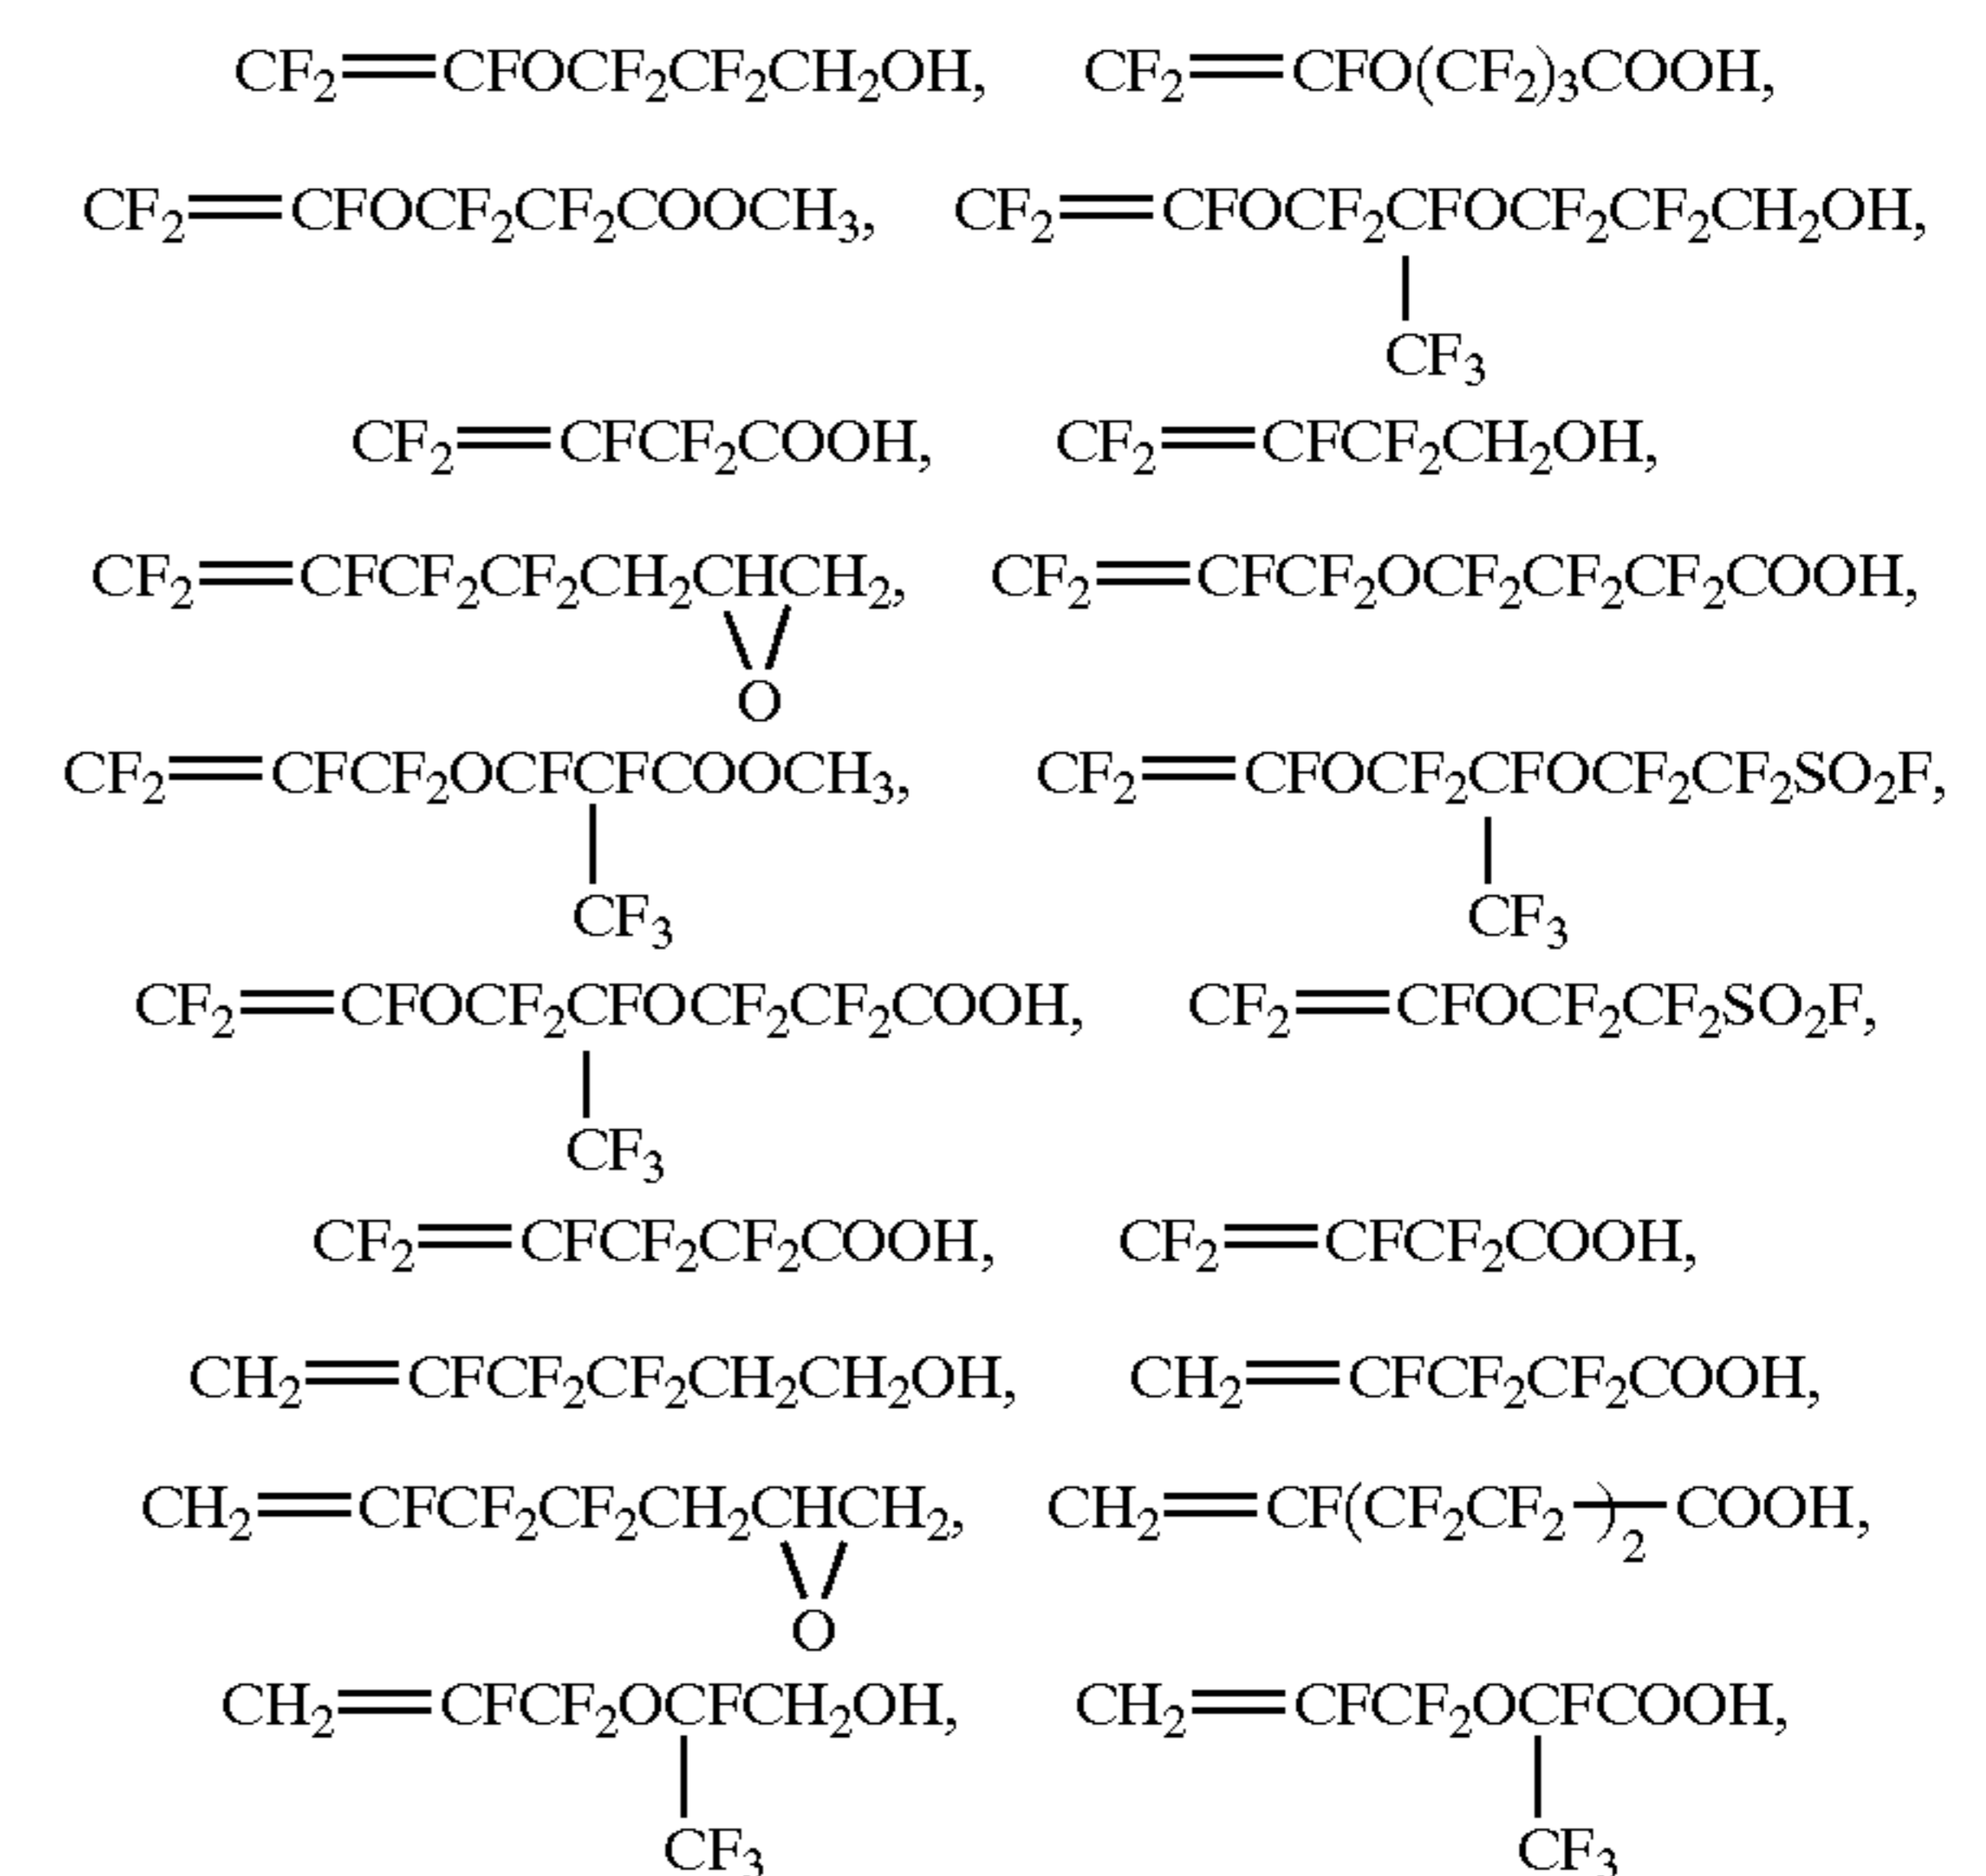 CF₂=CFOCF₂CF₂CH₂OH, CF₂=CFO(CF₂)₃COOH,
CF₂=CFOCF₂CF₂COOCH₃, CF₂=CFOCF₂CFOCF₂CF₂CH₂OH,
CF₃
CF₂=CFCF₂COOH, CF₂=CFCF₂CH₂OH,
CF₂=CFCF₂CF₂CH₂CHCH₂, CF₂=CFCF₂OCF₂CF₂CF₂COOH,
O
CF₂=CFCF₂OCFCFCOOCH₃, CF₂=CFOCF₂CFOCF₂CF₂SO₂F,
CF₃ CF₃
CF₂=CFOCF₂CFOCF₂CF₂COOH, CF₂=CFOCF₂CF₂SO₂F,
CF₃
CF₂=CFCF₂CF₂COOH, CF₂=CFCF₂COOH,
CH₂=CFCF₂CF₂CH₂CH₂OH, CH₂=CFCF₂CF₂COOH,
CH₂=CFCF₂CF₂CH₂CHCH₂, CH₂=CF(CF₂CF₂)₂COOH,
O
CH₂=CFCF₂OCFCH₂OH, CH₂=CFCF₂OCFCOOH,
CF₃ CF₃